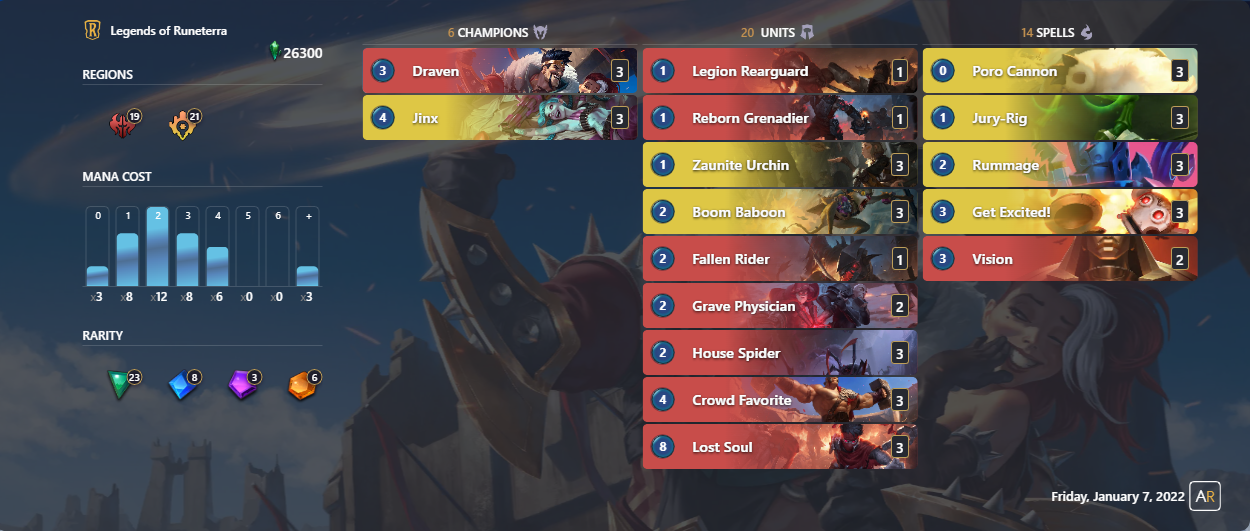 Legends of Runeterra
26300
REGIONS
19 21
MANA COST
0 1 2 3 4 5 6 +
x3 x8 x12 x8 x6 x0 x0 x3
RARITY
23 8 3 6
6 CHAMPIONS
3 Draven 3
4 Jinx 3
20 UNITS
1 Legion Rearguard 1
1 Reborn Grenadier 1
1 Zaunite Urchin 3
2 Boom Baboon 3
2 Fallen Rider 1
2 Grave Physician 2
2 House Spider 3
4 Crowd Favorite 3
8 Lost Soul 3
14 SPELLS
0 Poro Cannon 3
1 Jury-Rig 3
2 Rummage 3
3 Get Excited! 3
3 Vision 2
Friday, January 7, 2022 AR